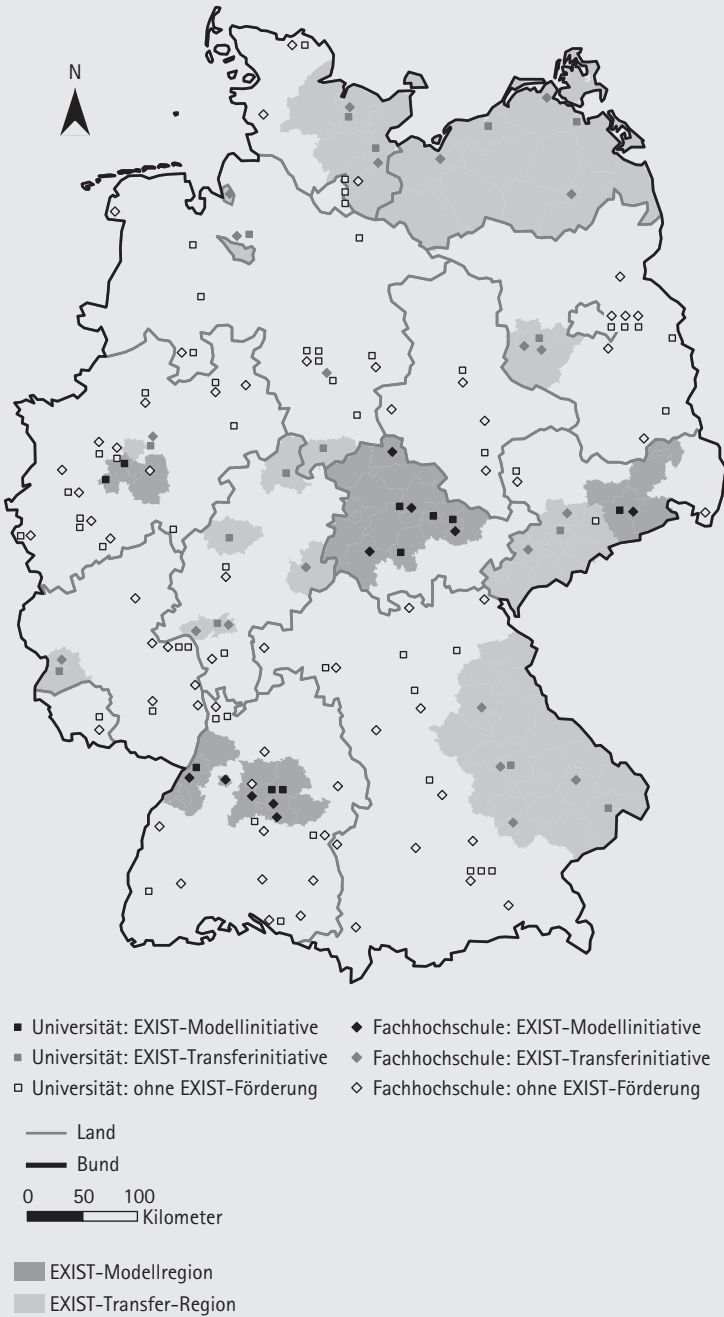 N
Universität: EXIST-Modellinitiative
Fachhochschule: EXIST-Modellinitiative
Universität: EXIST-Transferinitiative
Fachhochschule: EXIST-Transferinitiative
Universität: ohne EXIST-Förderung
Fachhochschule: ohne EXIST-Förderung
Land
Bund
0 50 100
Kilometer
EXIST-Modellregion
EXIST-Transfer-Region